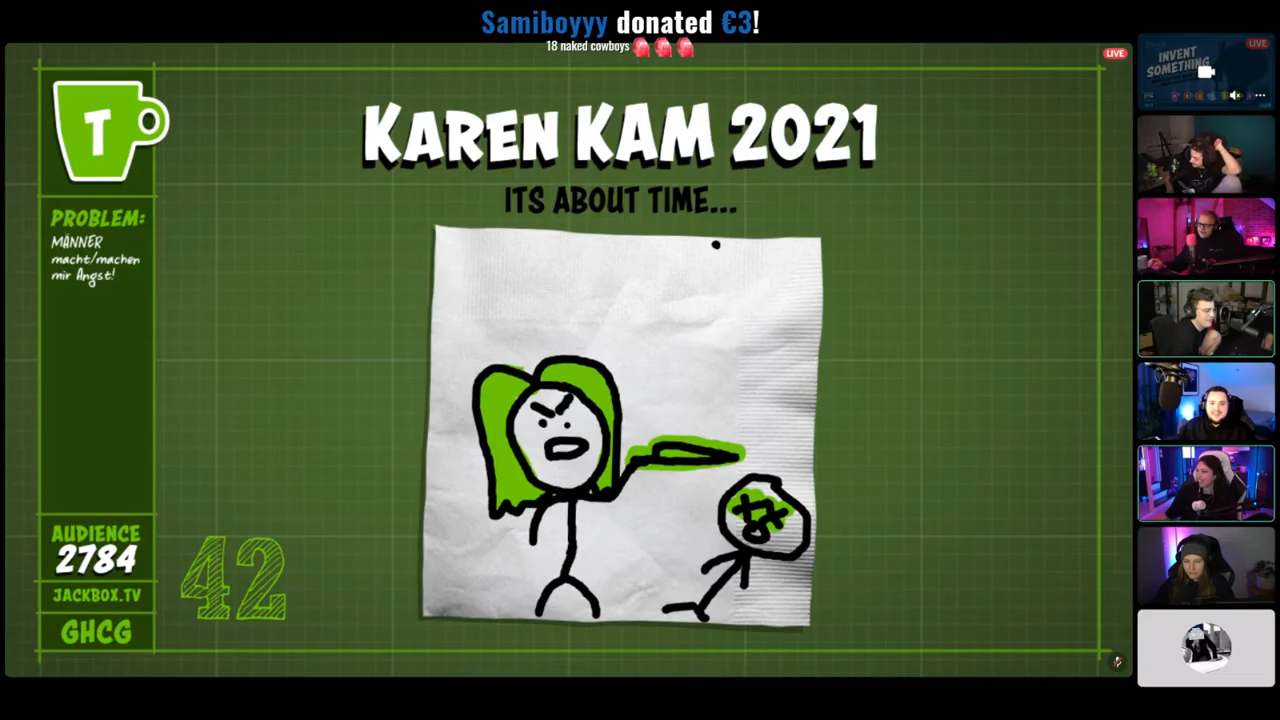 Samiboyyy donated €3!
18 naked cowboys
LIVE
LIVE
INVENT
SOMETHING
T
KAREN KAM 2021
ITS ABOUT TIME...
PROBLEM:
MÄNNER
macht/machen
mir Angst!
AUDIENCE
2784
JACKBOX.TV
GHCG
42